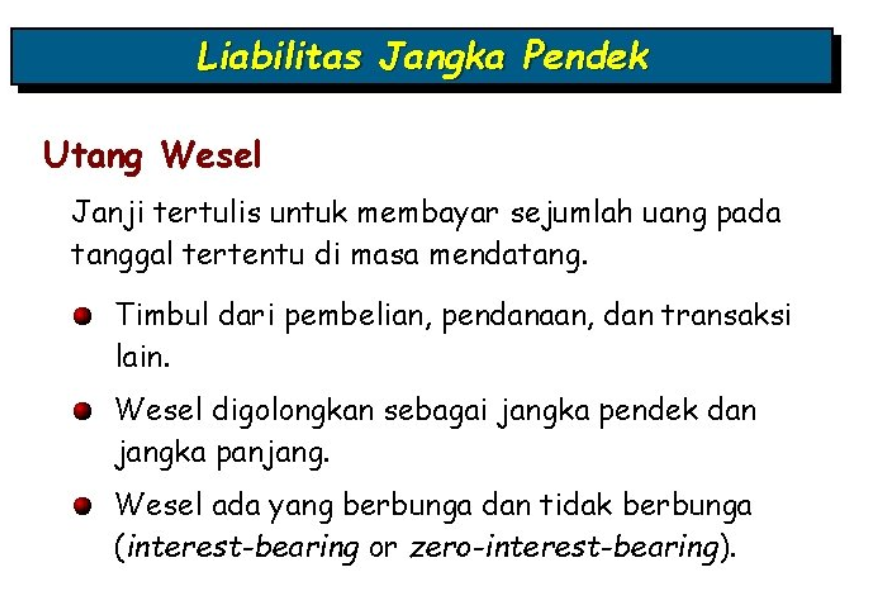 Liabilitas Jangka Pendek
Utang Wesel
Janji tertulis untuk membayar sejumlah uang pada
tanggal tertentu di masa mendatang.
Timbul dari pembelian, pendanaan, dan transaksi
lain.
Wesel digolongkan sebagai jangka pendek dan
jangka panjang.
Wesel ada yang berbunga dan tidak berbunga
(interest-bearing or zero-interest-bearing).